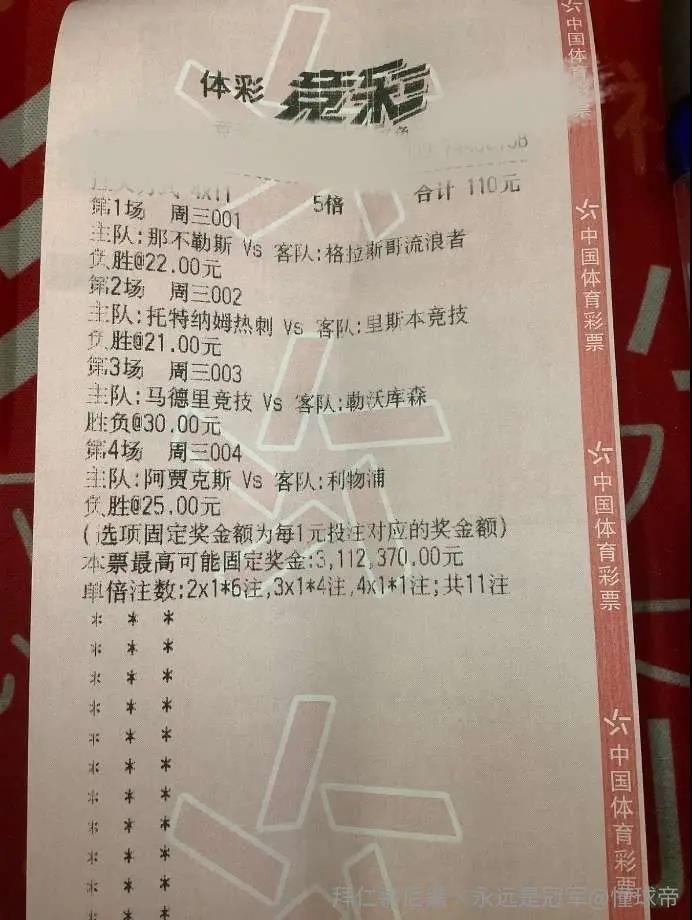 体彩 竞彩
合计 110元
5倍
第1场 周三001
主队:那不勒斯 Vs 客队:格拉斯哥流浪者
负胜@22.00元
第2场 周三002
主队:托特纳姆热刺 Vs 客队:里斯本竞技
负胜@21.00元
第3场 周三003
主队:马德里竞技 Vs 客队:勒沃库森
胜负@30.00元
第4场 周三004
主队:阿贾克斯 Vs 客队:利物浦
负胜@25.00元
(选项固定奖金额为每1元投注对应的奖金额)
本票最高可能固定奖金:3,112,370.00元
单倍注数:2x1*6注,3x1*4注,4x1*1注;共11注
* * *
* * *
* * *
* * *
* * *
* * *
* * *
* * *
* * *
* * *
* * *
中国体育彩票
中国体育彩票
中国体育彩票
中国体育彩票
永远是冠军@懂球帝